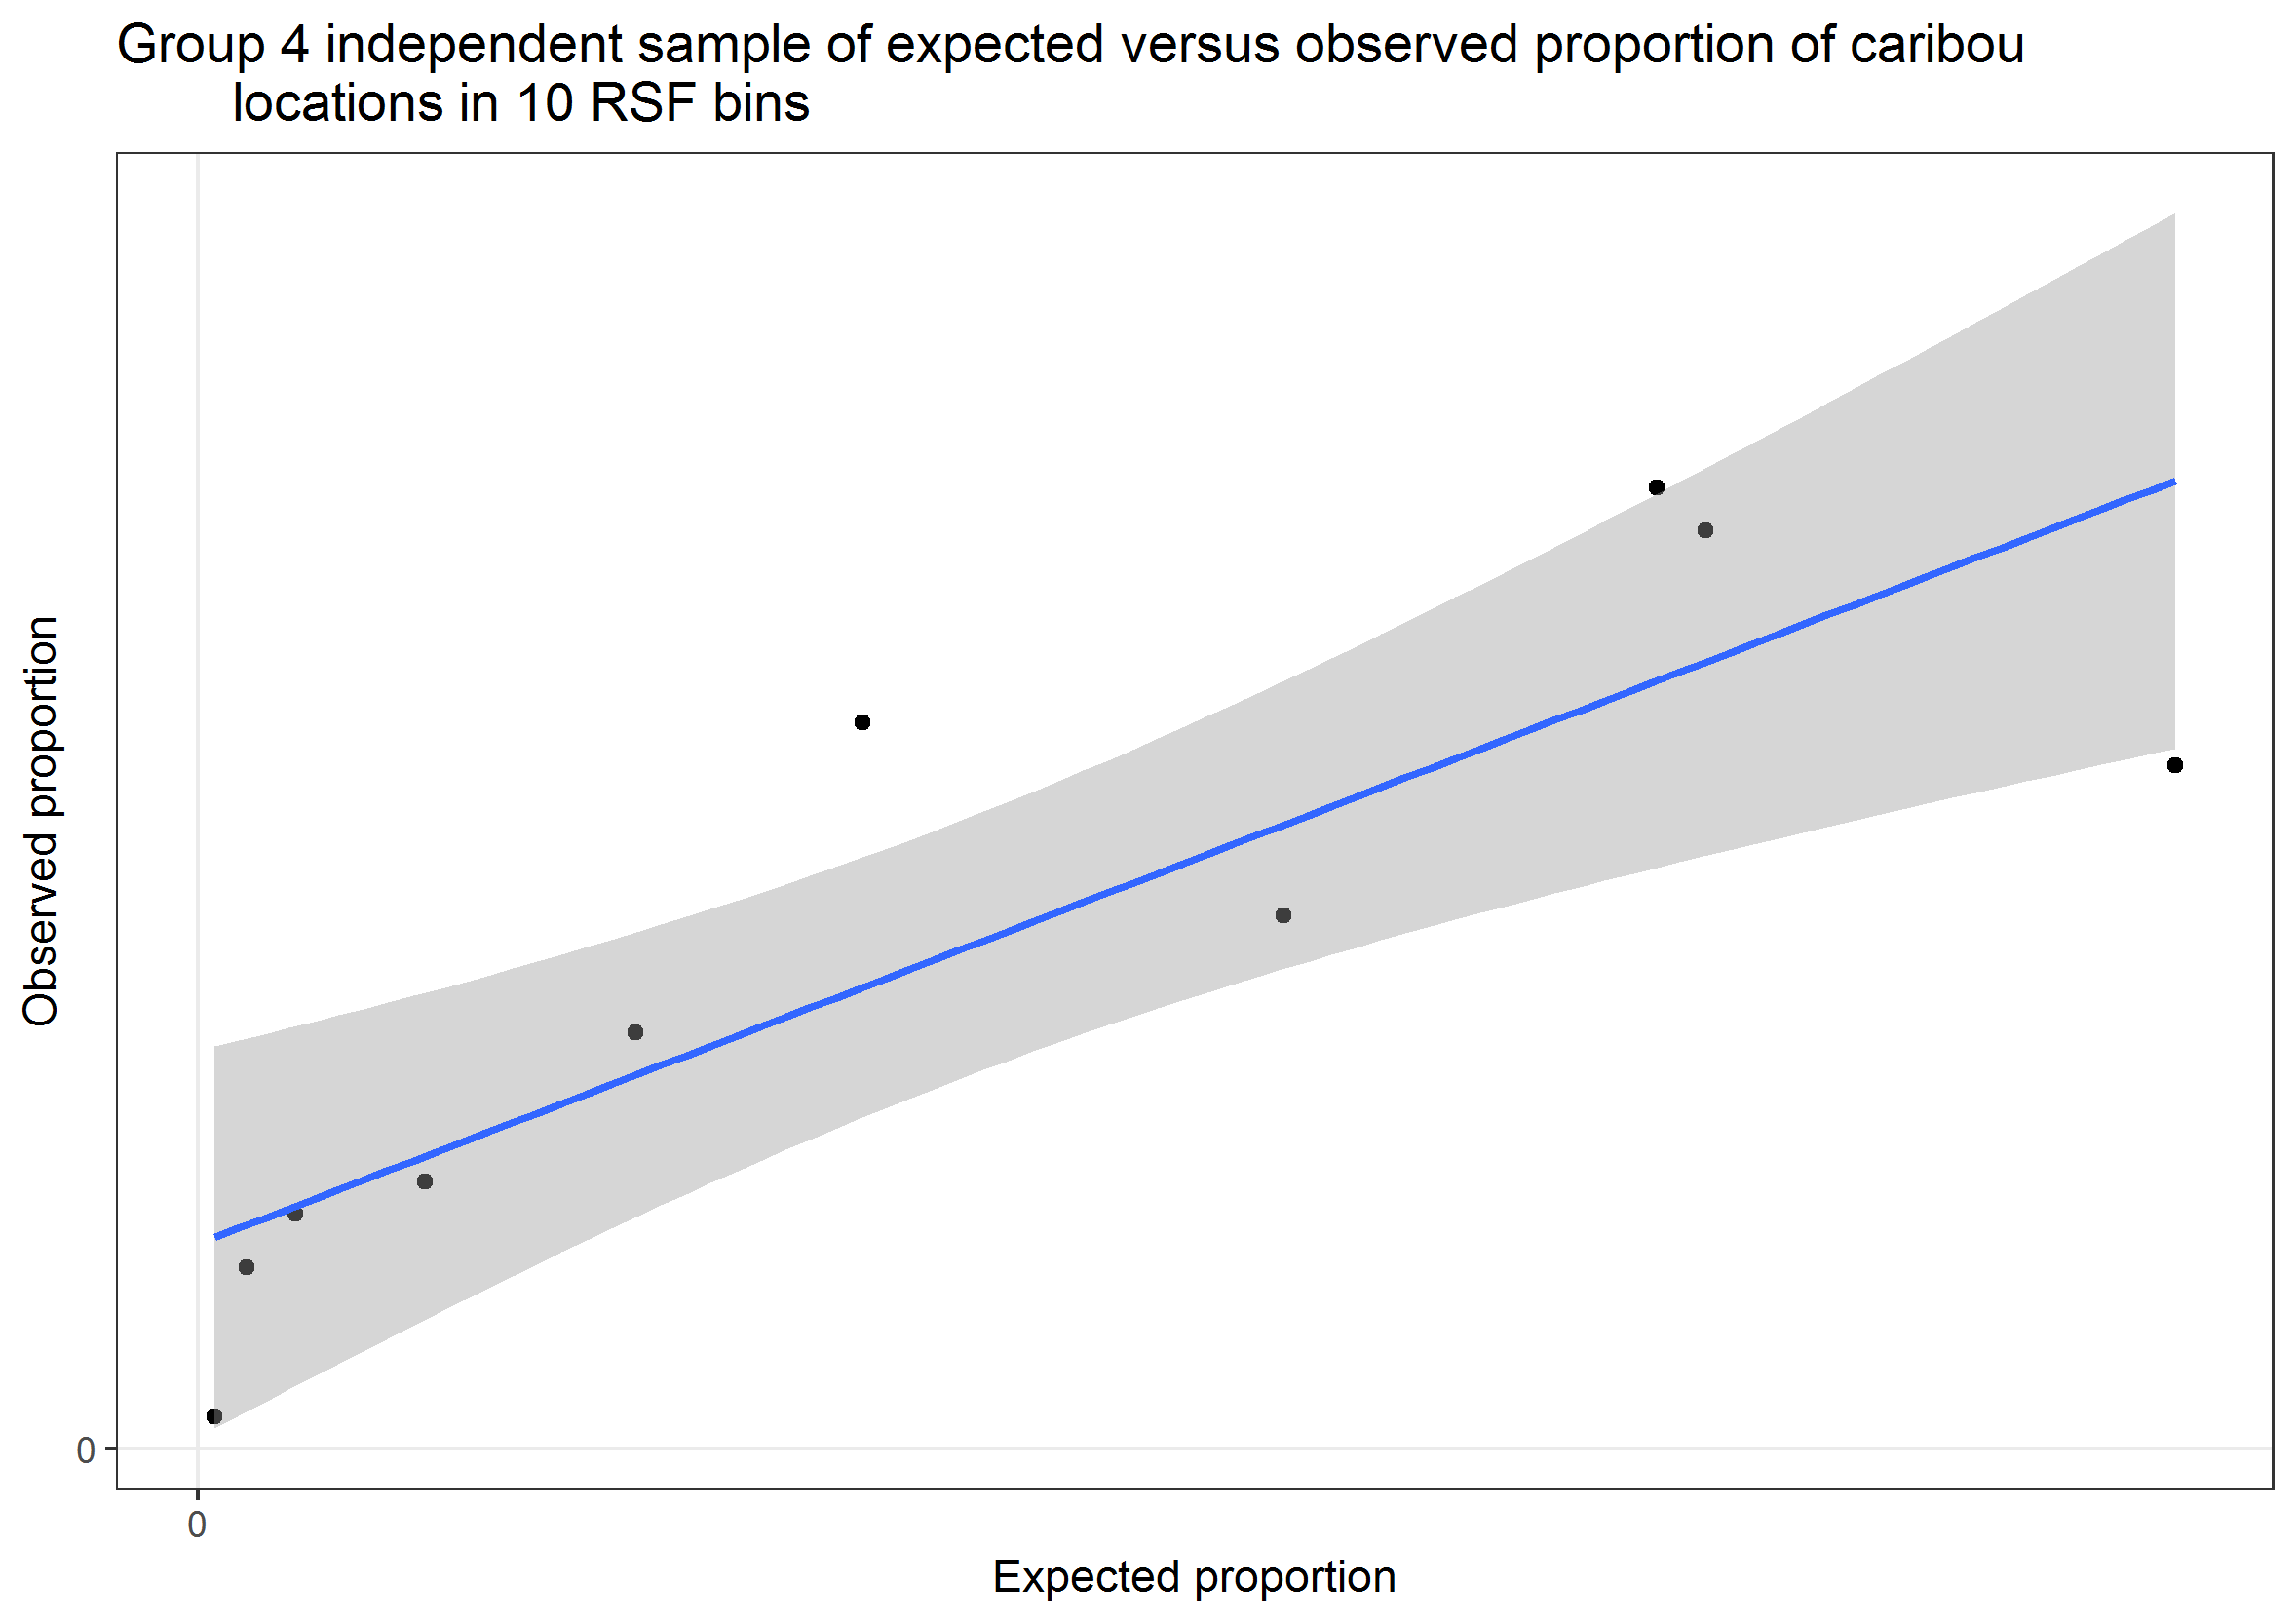 Group 4 independent sample of expected versus observed proportion of caribou
locations in 10 RSF bins
Observed proportion
0
0
Expected proportion